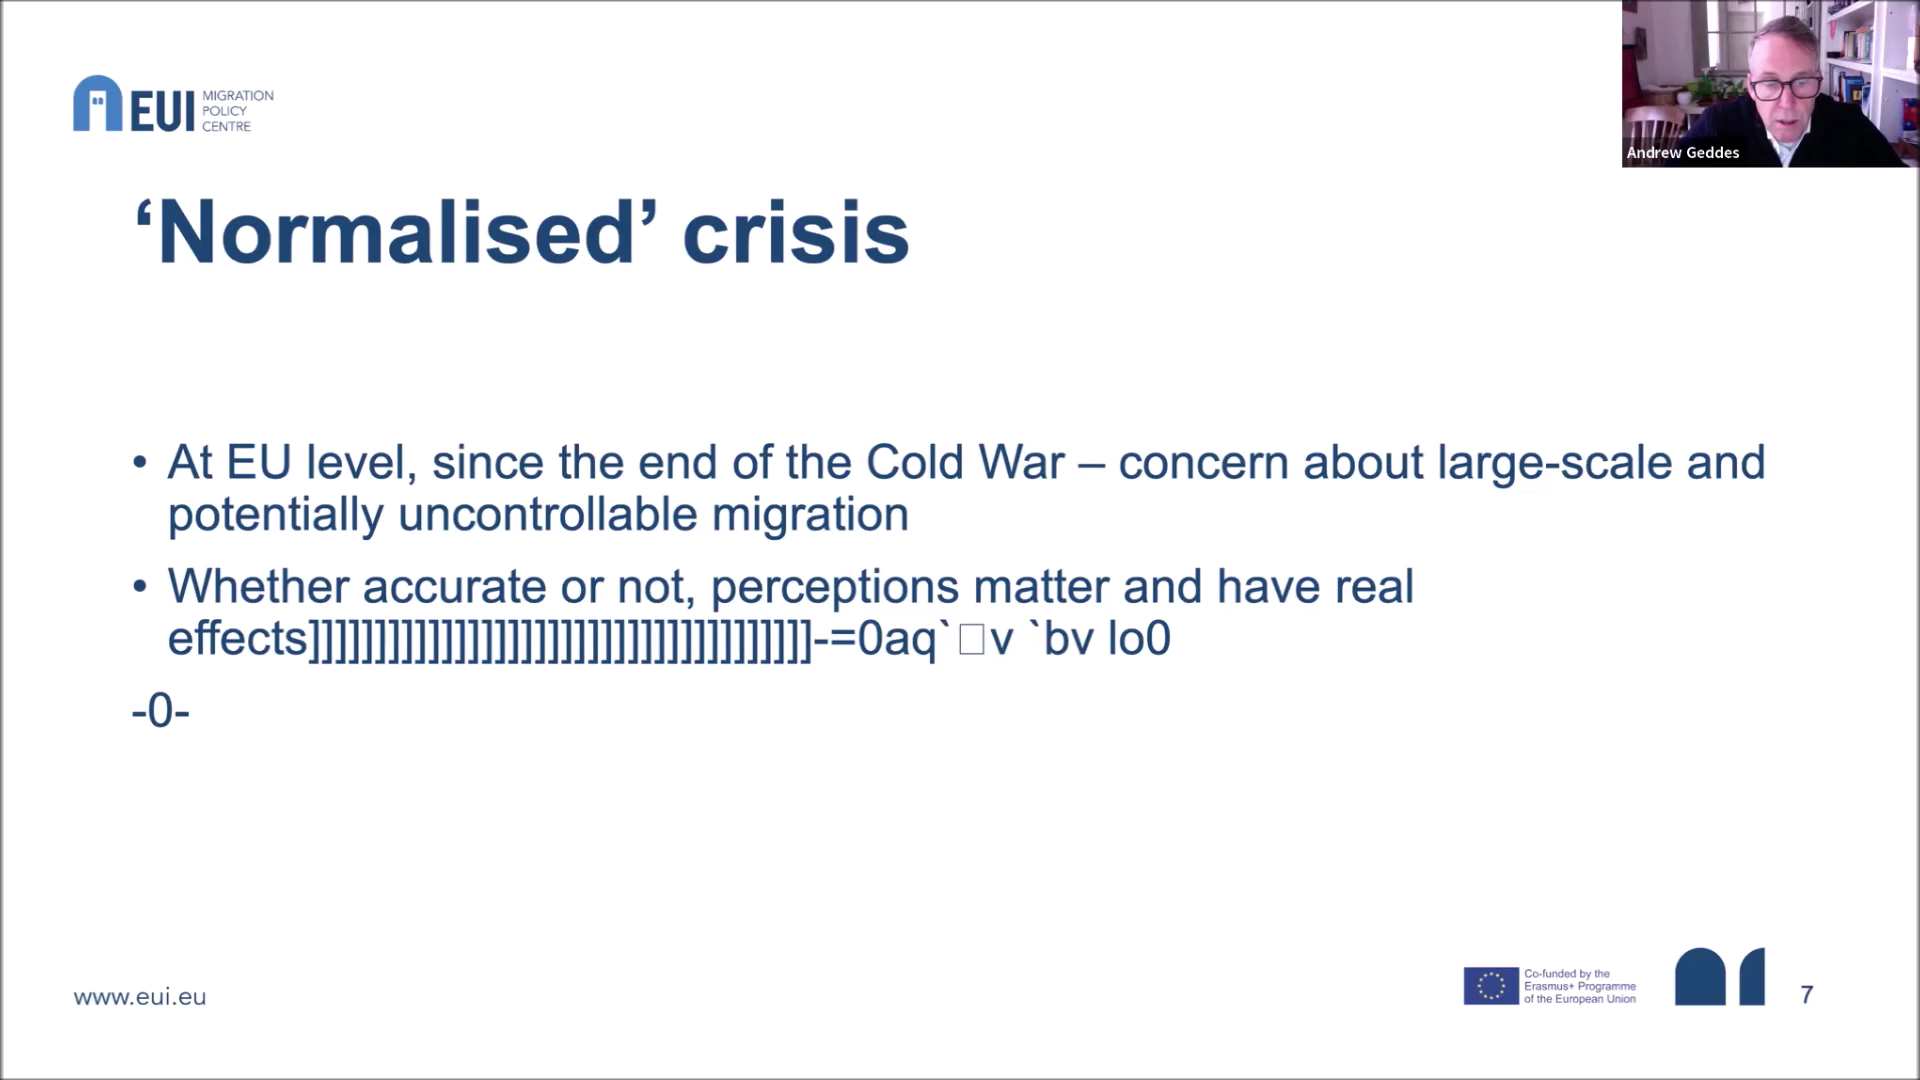 EUI MIGRATION
POLICY
CENTRE
Andrew Geddes
‘Normalised’ crisis
• At EU level, since the end of the Cold War – concern about large-scale and
potentially uncontrollable migration
• Whether accurate or not, perceptions matter and have real
effects]]]]]]]]]]]]]]]]]]]]]]]]]]]]]]]]]]]]]]-=0aq`□v `bv lo0
-0-
www.eui.eu
Co-funded by the
Erasmus+ Programme
of the European Union
7